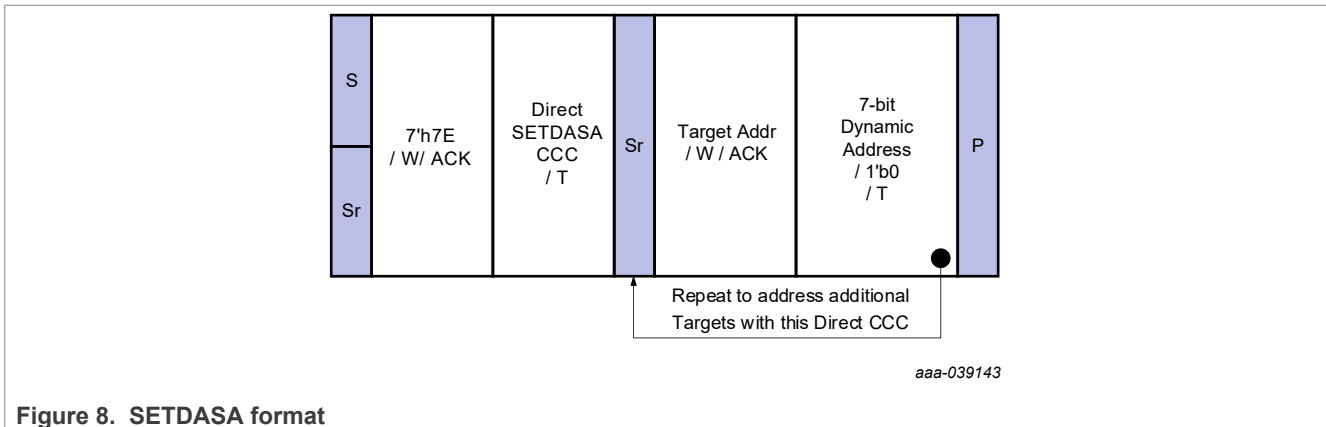 S
Sr
7'h7E
/ W/ ACK
Direct
SETDASA
CCC
/ T
Sr
Target Addr
/ W / ACK
7-bit
Dynamic
Address
/ 1'b0
/ T
P
Repeat to address additional
Targets with this Direct CCC
aaa-039143
Figure 8. SETDASA format